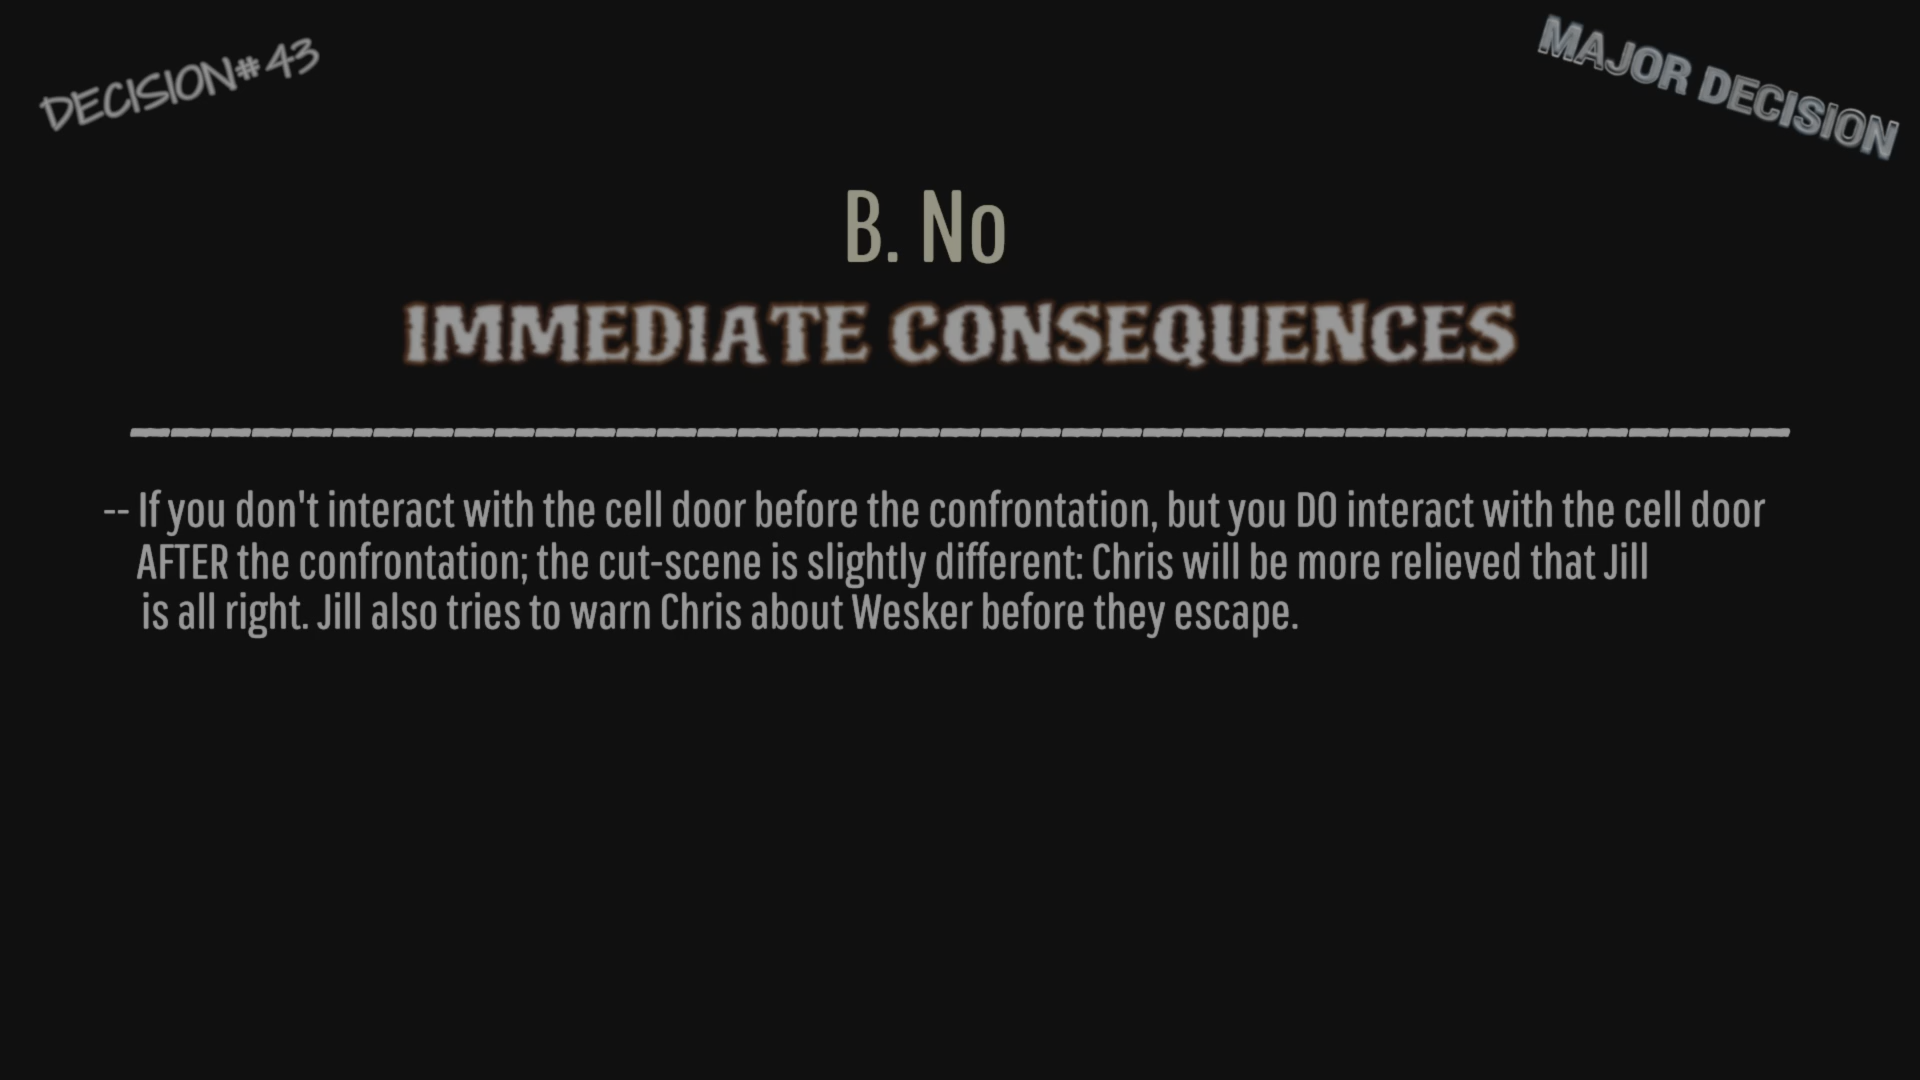 DECISION#43
MAJOR DECISION
B. No
IMMEDIATE CONSEQUENCES
-- If you don't interact with the cell door before the confrontation, but you DO interact with the cell door
AFTER the confrontation; the cut-scene is slightly different: Chris will be more relieved that Jill
is all right. Jill also tries to warn Chris about Wesker before they escape.